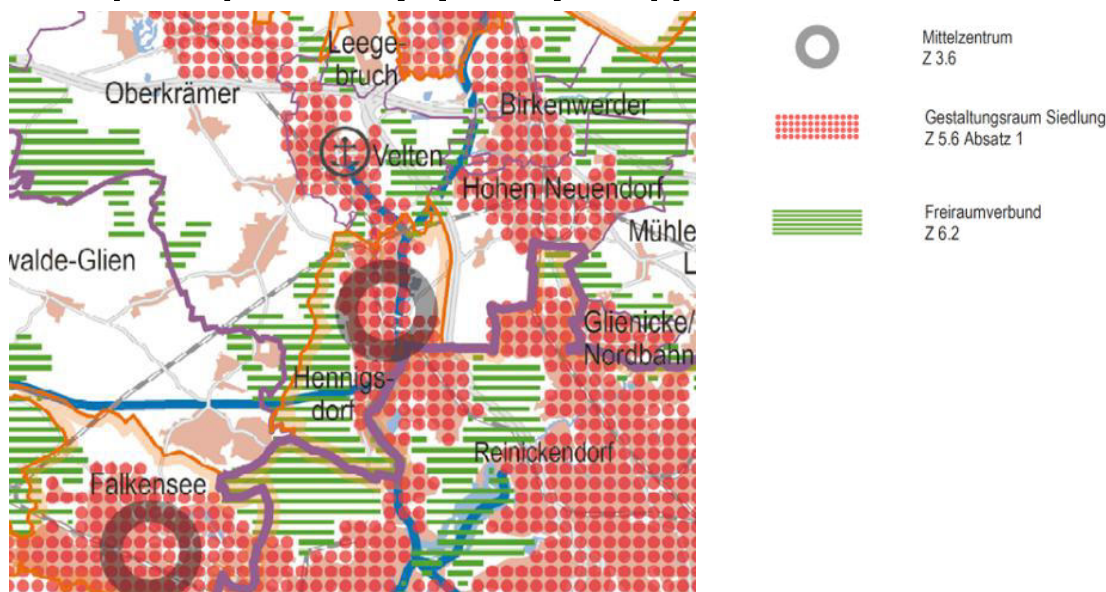 Leege-
bruch
Oberkrämer
Birkenwerder
Velten
Hohen Neuendorf
Mühle
L
walde-Glien
Glienicke/
Nordbahn
Hennigs-
dorf
Reinickendorf
Falkensee
Mittelzentrum
Z 3.6
Gestaltungsraum Siedlung
Z 5.6 Absatz 1
Freiraumverbund
Z 6.2